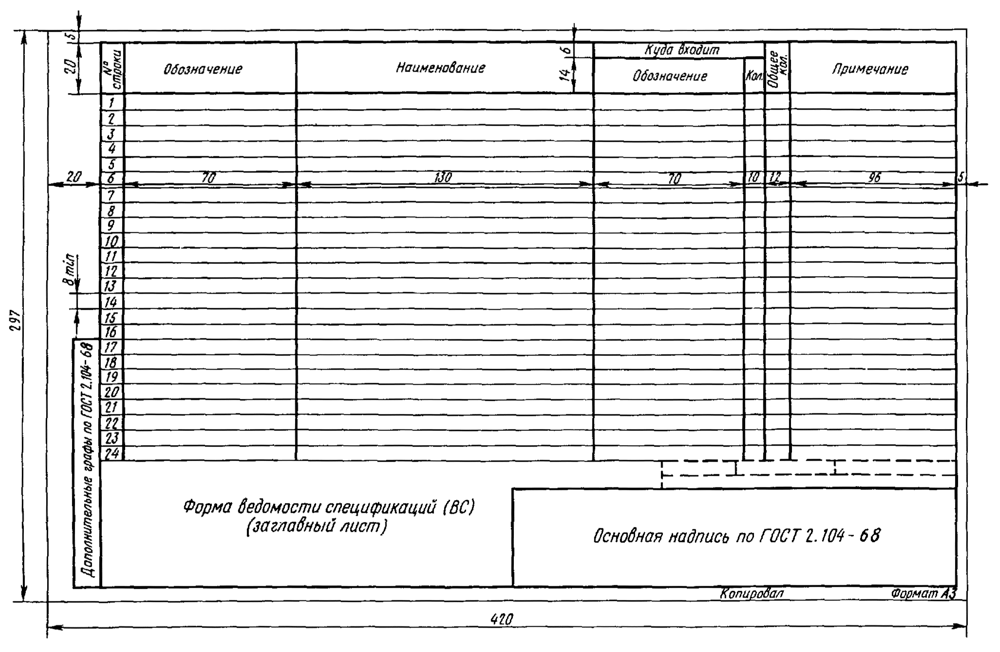 5
20
№ строки
Обозначение
Наименование
6
14
Куда входит
Обозначение
Кол.
Общее кол.
Примечание
1
2
3
4
5
20
6
70
130
70
10
12
96
5
7
8
9
10
11
12
13
14
15
16
17
18
19
20
21
22
23
24
8 min
297
Дополнительные графы по ГОСТ 2.104-68
Форма ведомости спецификаций (ВС)
(заглавный лист)
Основная надпись по ГОСТ 2.104-68
Копировал
Формат А3
420